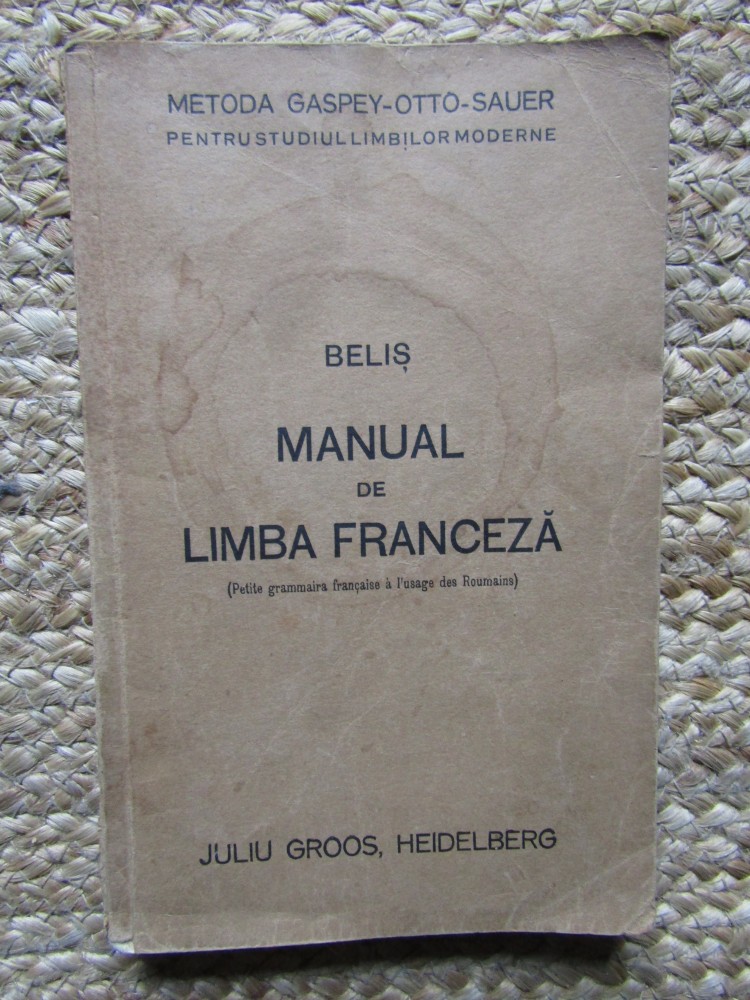 METODA GASPEY-OTTO-SAUER
PENTRU STUDIUL LIMBILOR MODERNE
BELIȘ
MANUAL
DE
LIMBA FRANCEZĂ
(Petite grammaira française à l'usage des Roumains)
JULIU GROOS, HEIDELBERG